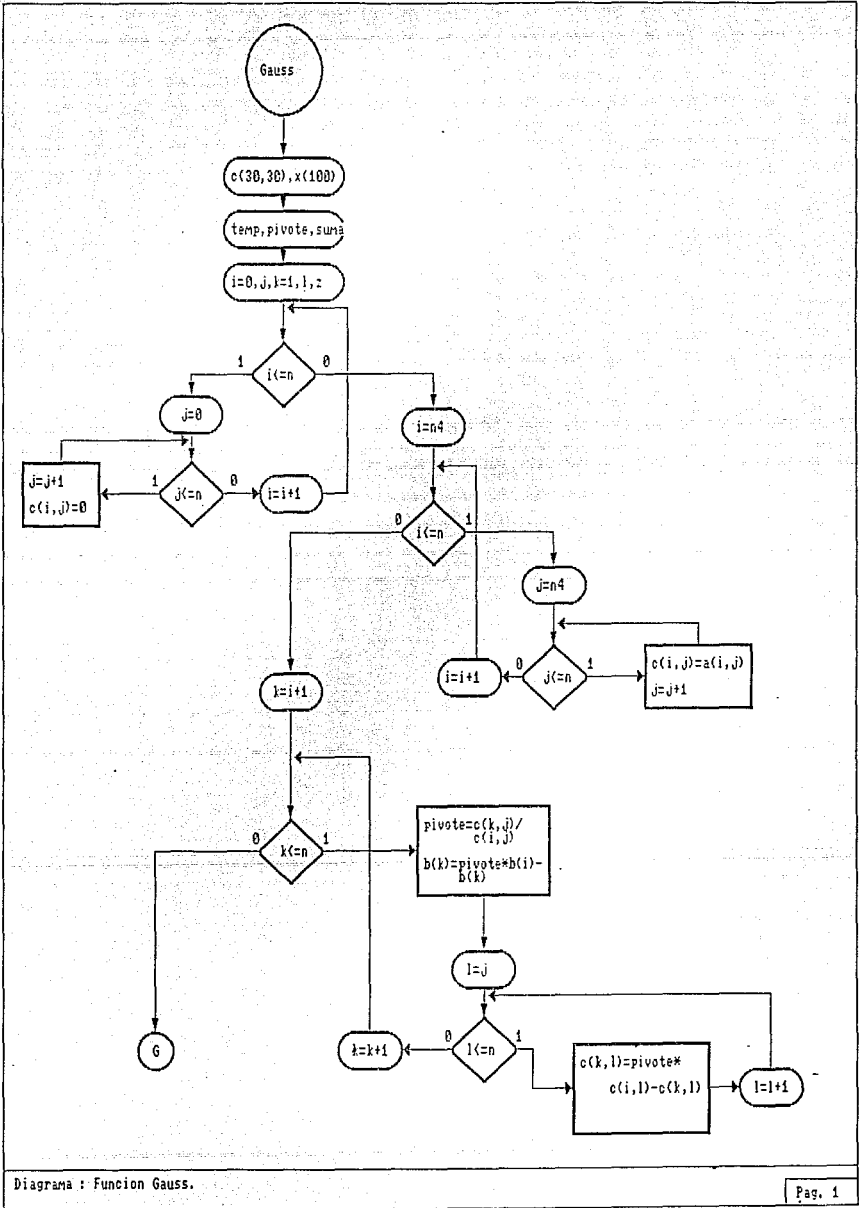 Gauss
c(30,30),x(100)
temp,pivote,suma
i=0,j,k=1,l,z
1
i<=n
0
j=0
i=n4
j=j+1
c(i,j)=0
1
j<=n
0
i=i+1
0
i<=n
1
j=n4
k=i+1
i=i+1
0
j<=n
1
c(i,j)=a(i,j)
j=j+1
0
k<=n
1
pivote=c(k,j)/
c(i,j)
b(k)=pivote*b(i)-
b(k)
l=j
G
k=k+1
0
l<=n
1
c(k,l)=pivote*
c(i,l)-c(k,l)
l=l+1
Diagrama : Funcion Gauss.
Pag. 1